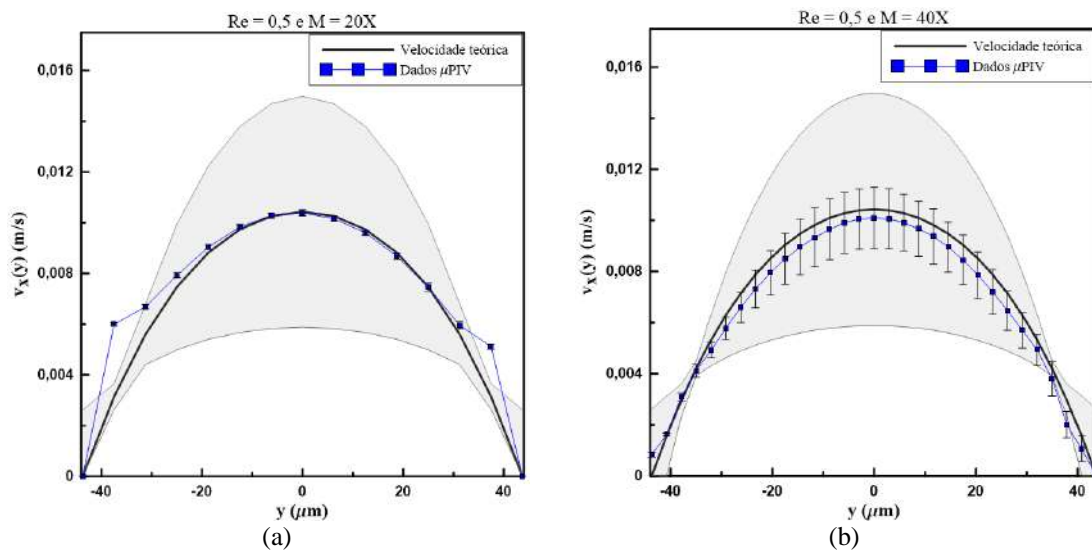 Re = 0,5 e M = 20X
Velocidade teórica
Dados μPIV
0,016
0,012
0,008
0,004
0
v_x(y) (m/s)
-40 -20 0 20 40
y (μm)
(a)
Re = 0,5 e M = 40X
Velocidade teórica
Dados μPIV
0,016
0,012
0,008
0,004
0
v_x(y) (m/s)
-40 -20 0 20 40
y (μm)
(b)